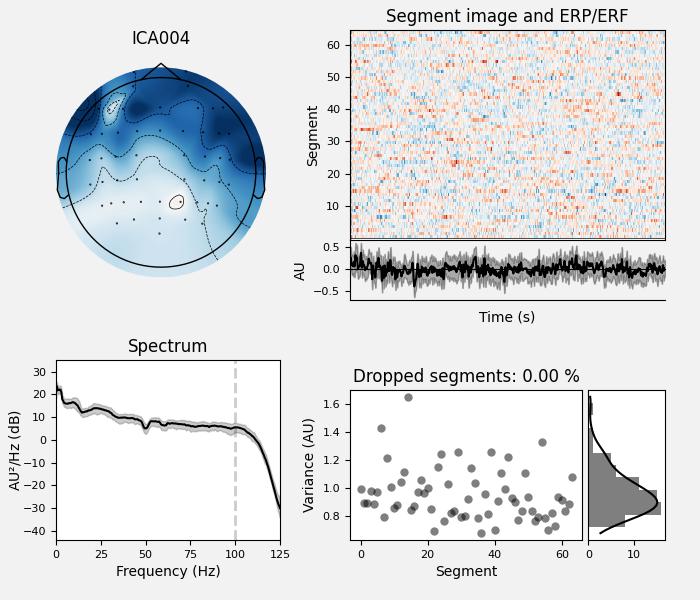 ICA004
Segment image and ERP/ERF
Segment
60
50
40
30
20
10
AU
0.5
0.0
−0.5
Time (s)
Spectrum
AU²/Hz (dB)
30
20
10
0
−10
−20
−30
−40
0 25 50 75 100 125
Frequency (Hz)
Dropped segments: 0.00 %
Variance (AU)
1.6
1.4
1.2
1.0
0.8
0 20 40 60
Segment
0 10